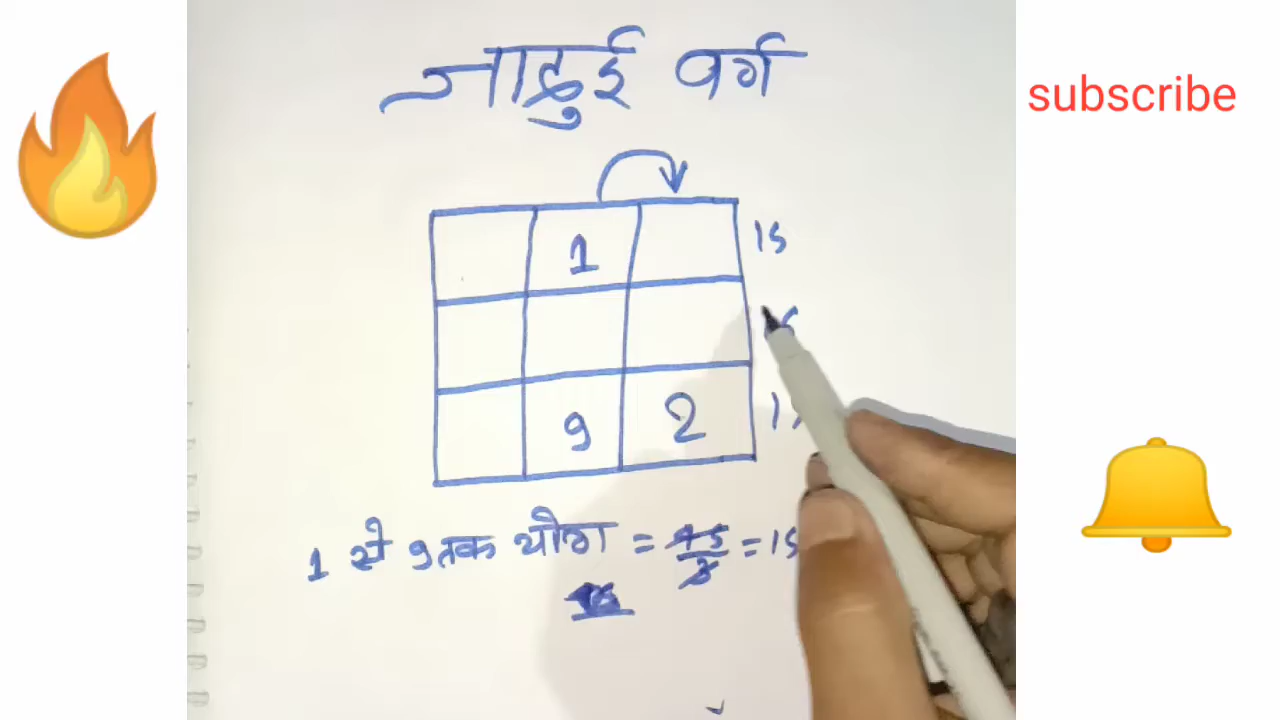 जादुई वर्ग
subscribe
1 15
9 2
1 से 9 तक योग = 45/3 = 15